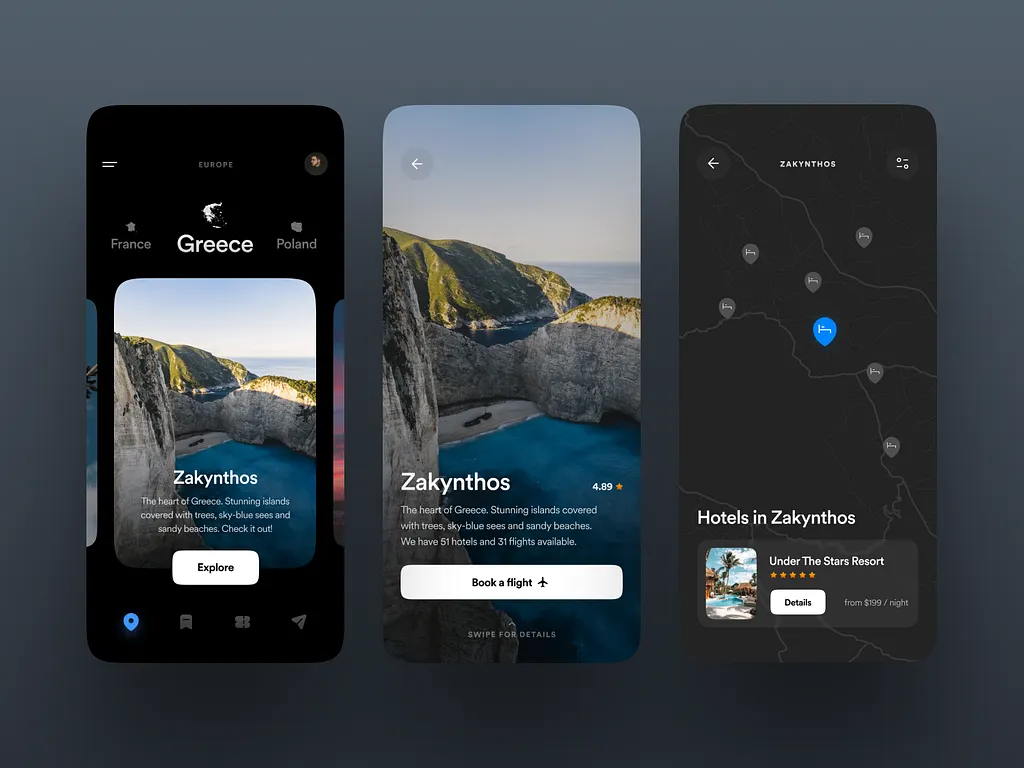 EUROPE
France
Greece
Poland
Zakynthos
The heart of Greece. Stunning islands
covered with trees, sky-blue sees and
sandy beaches. Check it out!
Explore
Zakynthos
4.89
The heart of Greece. Stunning islands covered
with trees, sky-blue sees and sandy beaches.
We have 51 hotels and 31 flights available.
Book a flight
SWIPE FOR DETAILS
ZAKYNTHOS
Hotels in Zakynthos
Under The Stars Resort
Details
from $199 / night